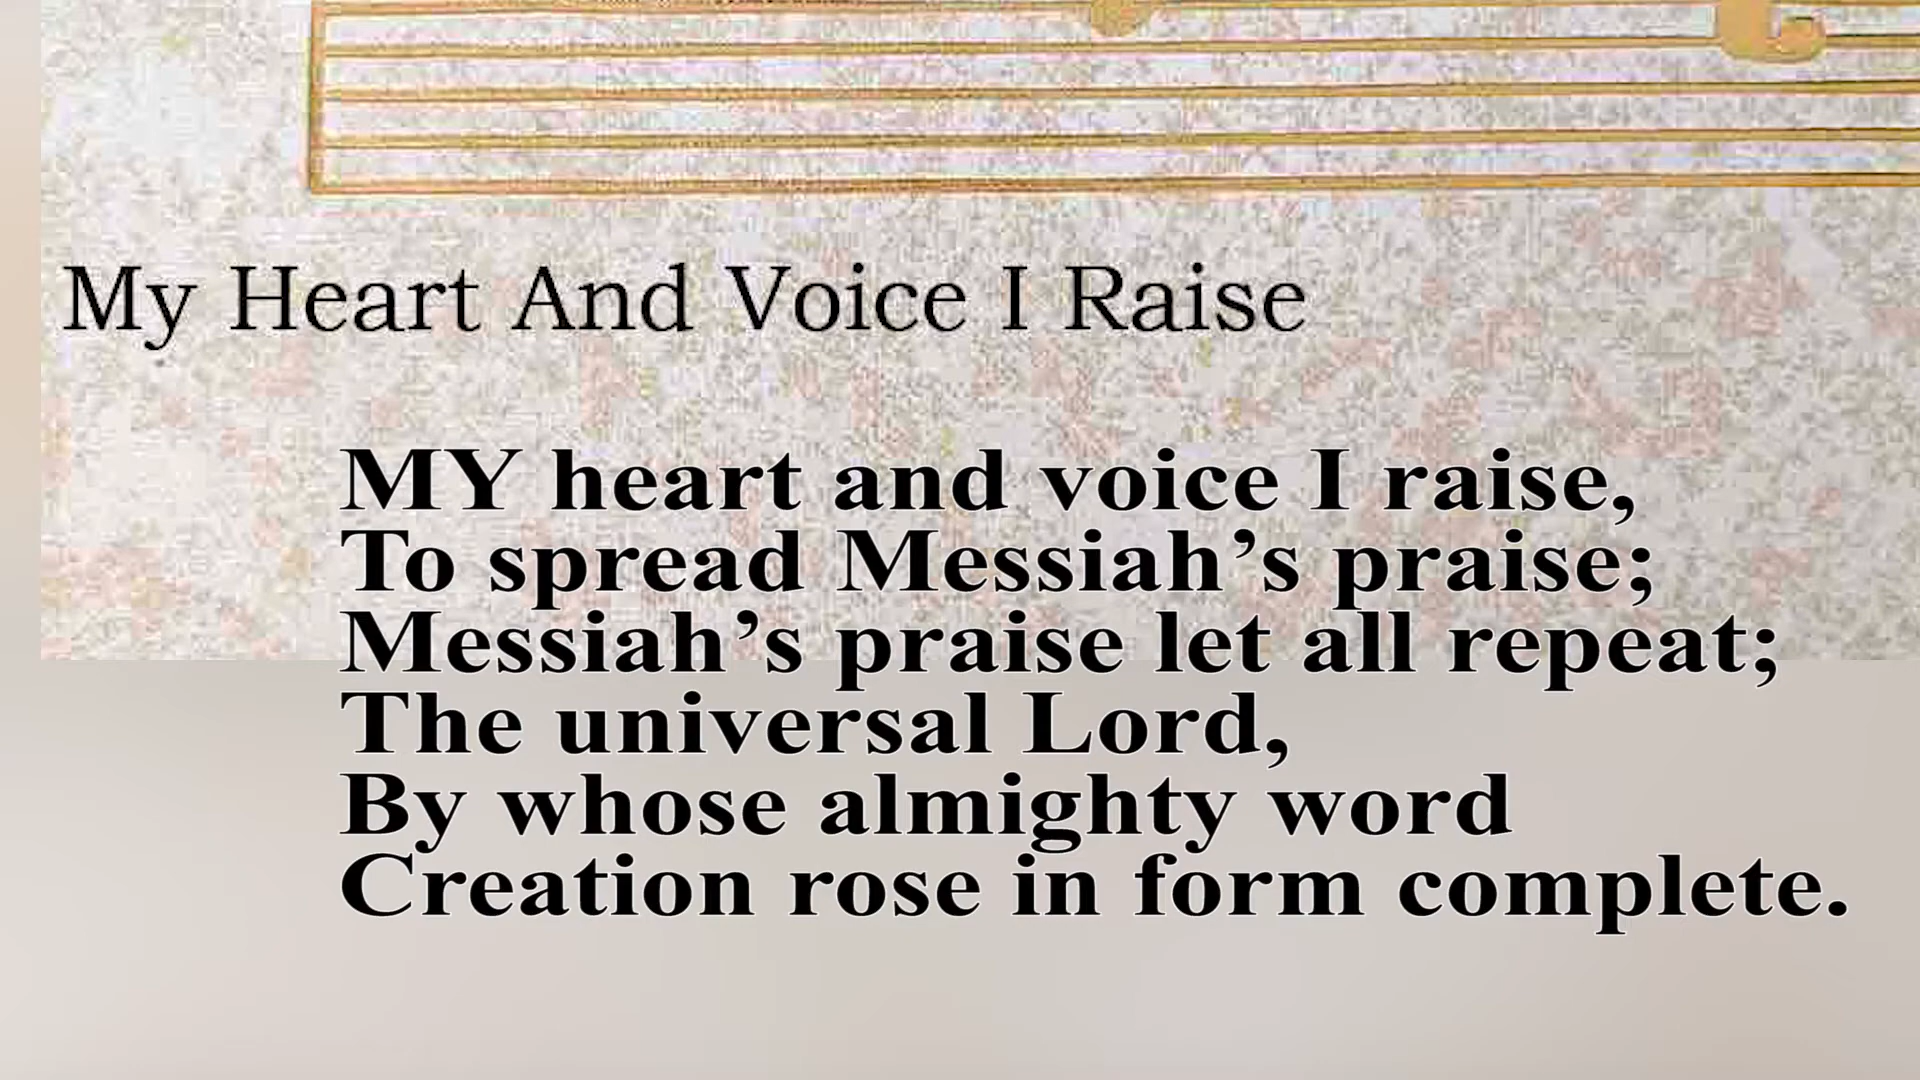 My Heart And Voice I Raise
MY heart and voice I raise,
To spread Messiah’s praise;
Messiah’s praise let all repeat;
The universal Lord,
By whose almighty word
Creation rose in form complete.